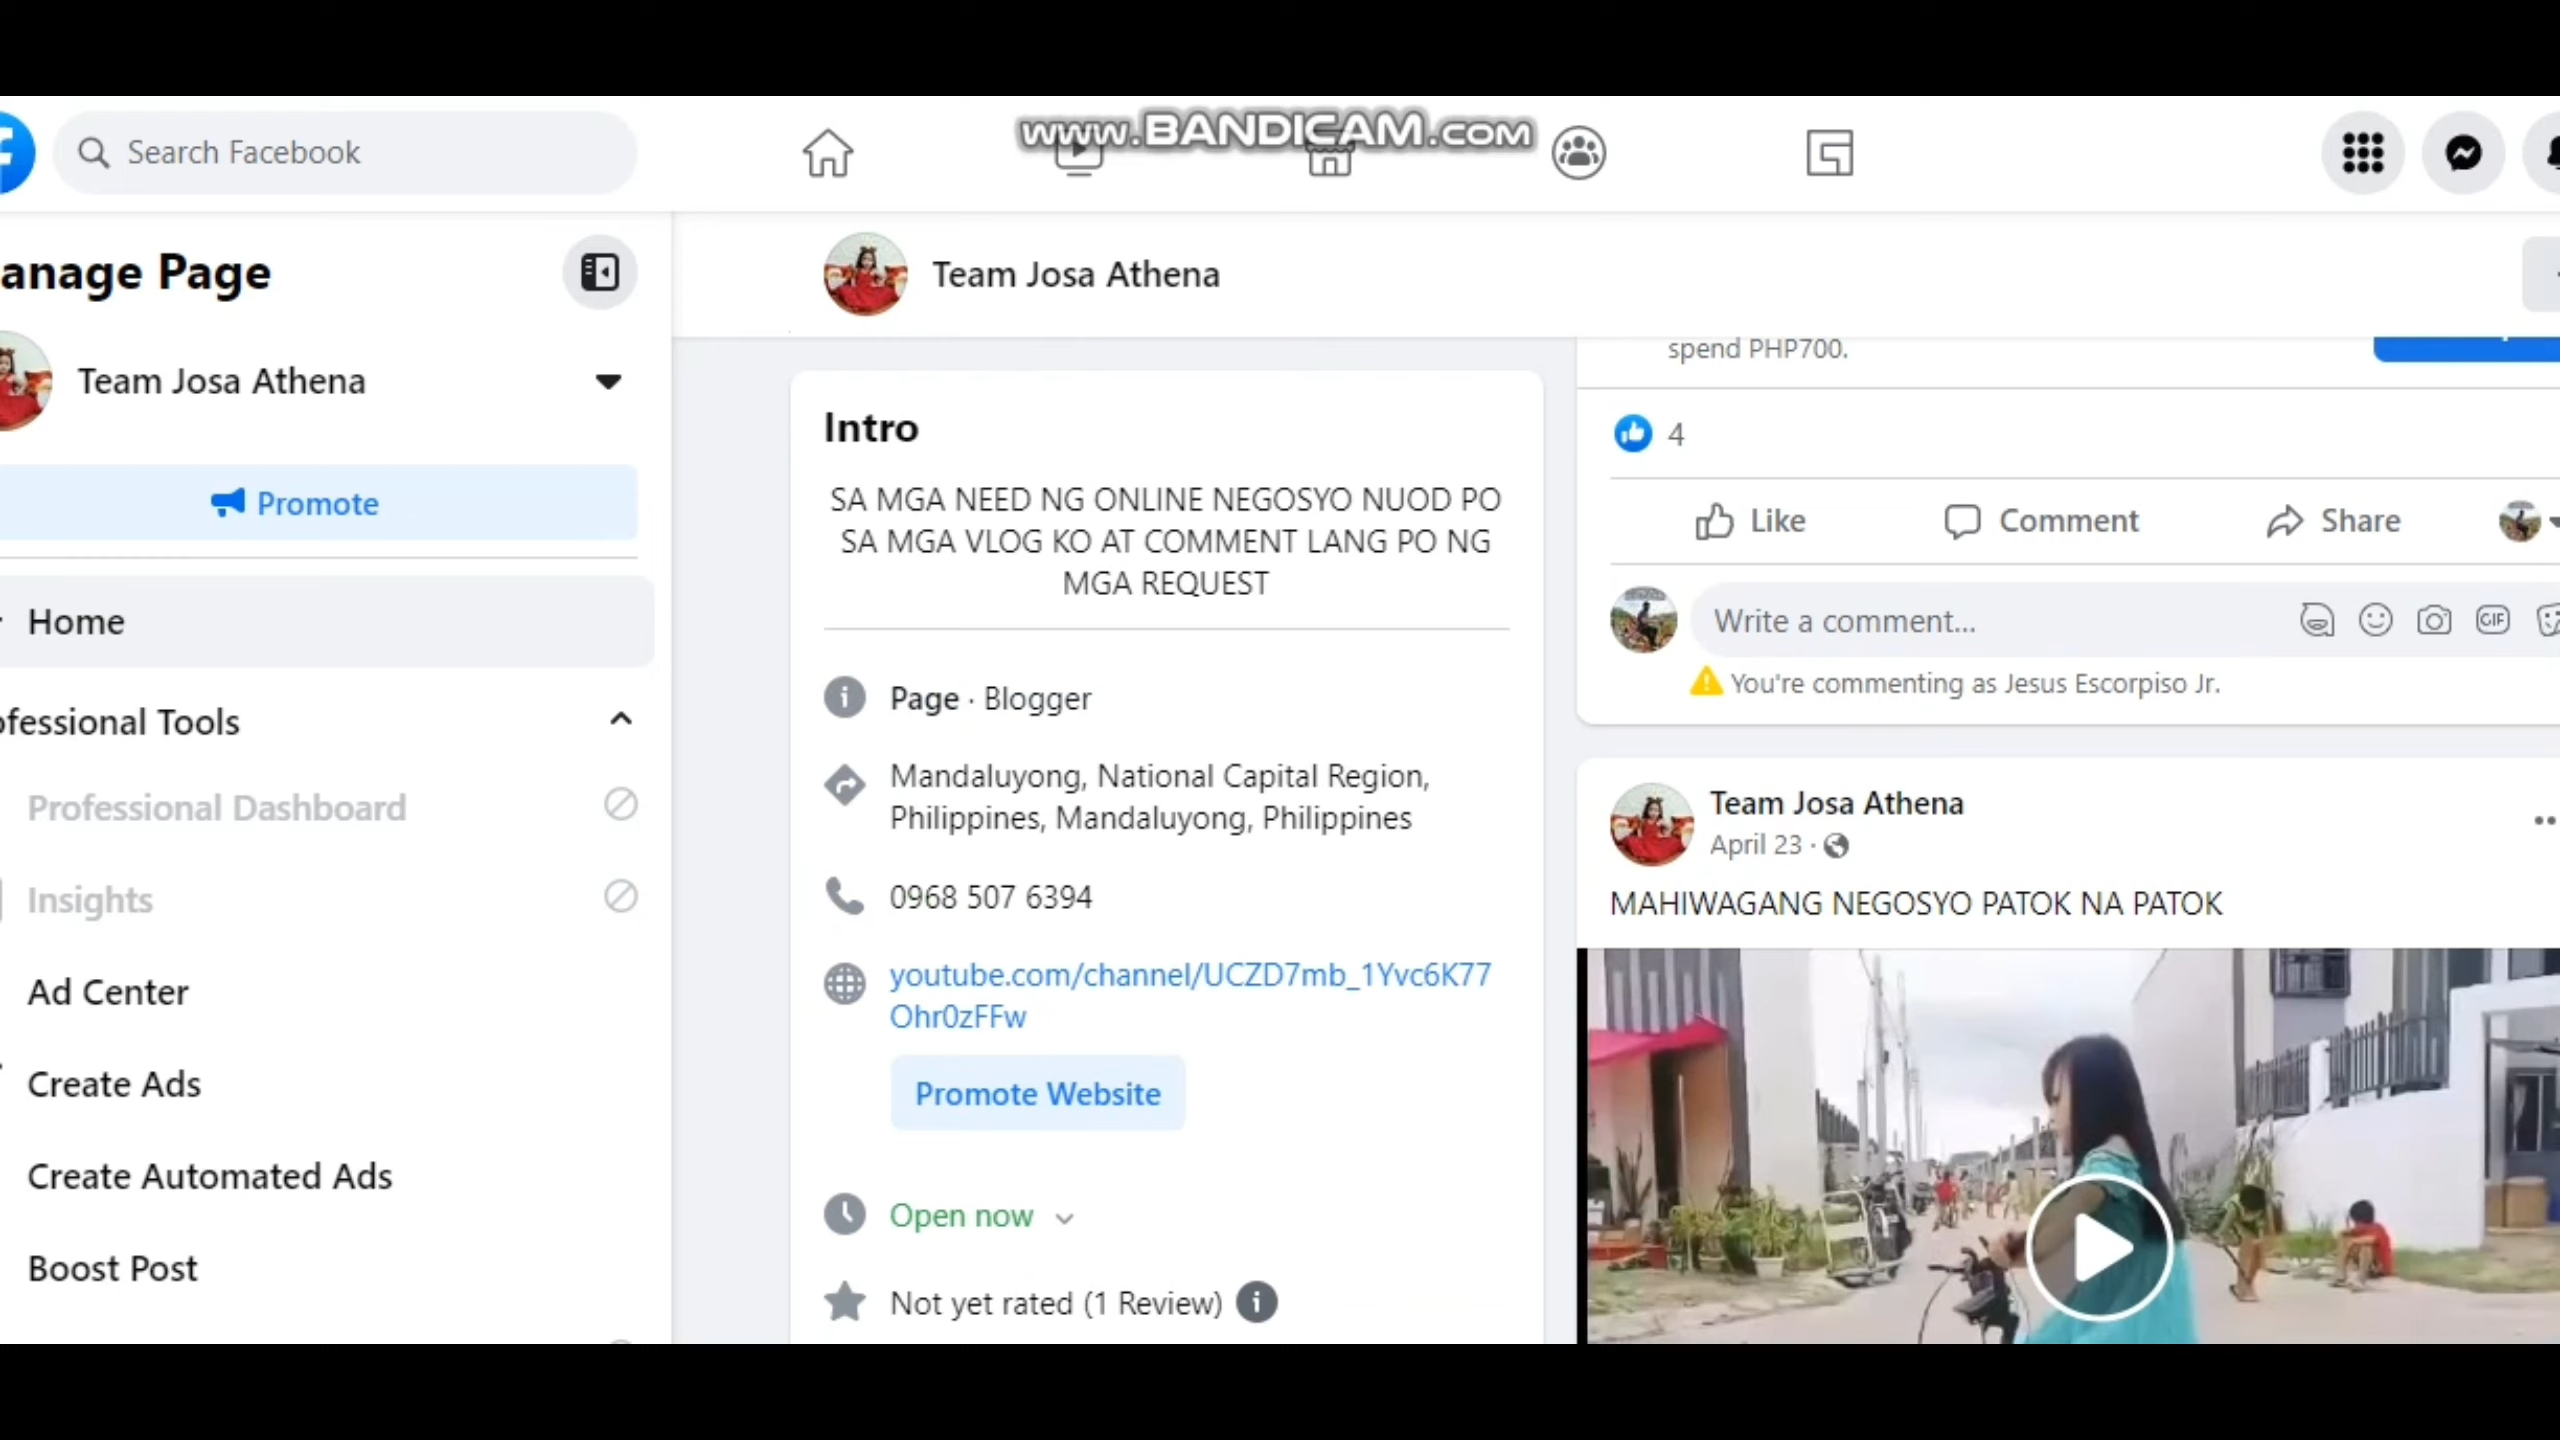 Search Facebook
www.BANDICAM.com
anage Page
Team Josa Athena
Promote
Home
ofessional Tools
Professional Dashboard
Insights
Ad Center
Create Ads
Create Automated Ads
Boost Post
Team Josa Athena
Intro
SA MGA NEED NG ONLINE NEGOSYO NUOD PO
SA MGA VLOG KO AT COMMENT LANG PO NG
MGA REQUEST
Page · Blogger
Mandaluyong, National Capital Region,
Philippines, Mandaluyong, Philippines
0968 507 6394
youtube.com/channel/UCZD7mb_1Yvc6K77
Ohr0zFFw
Promote Website
Open now
Not yet rated (1 Review)
spend PHP700.
4
Like Comment Share
Write a comment...
GIF
You're commenting as Jesus Escorpiso Jr.
Team Josa Athena
April 23 ·
MAHIWAGANG NEGOSYO PATOK NA PATOK